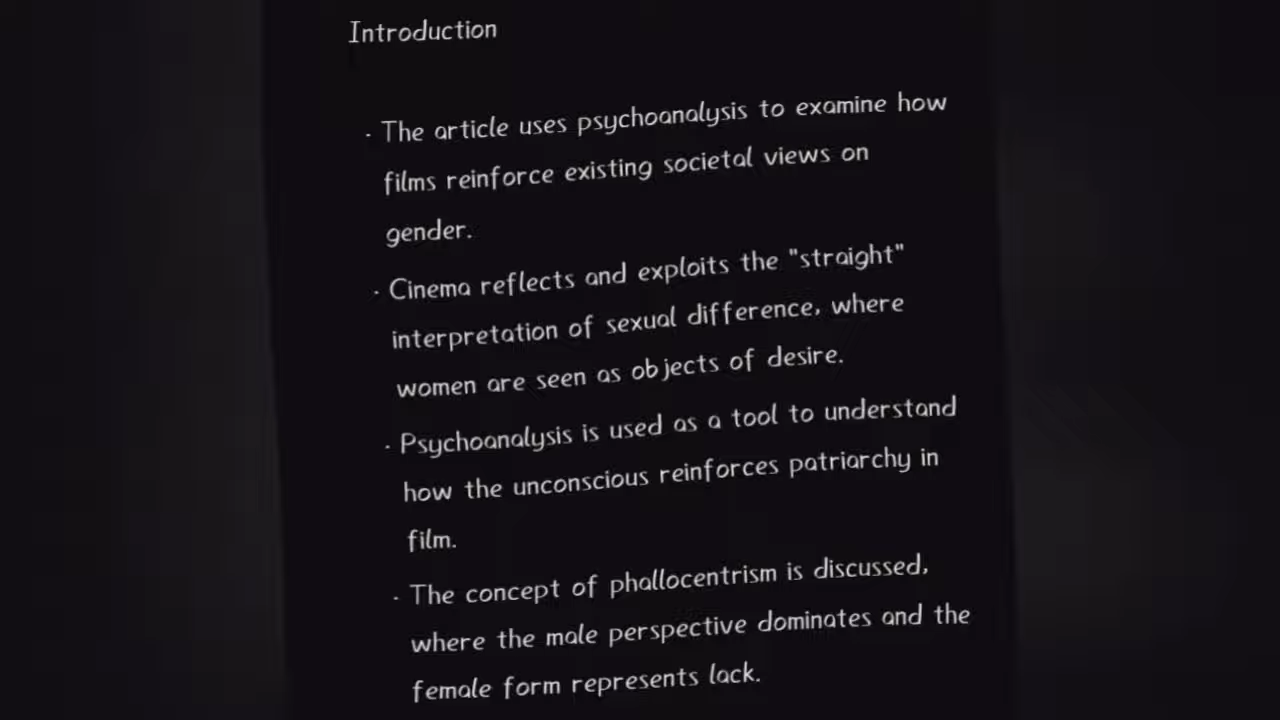 Introduction
· The article uses psychoanalysis to examine how
films reinforce existing societal views on
gender.
· Cinema reflects and exploits the "straight"
interpretation of sexual difference, where
women are seen as objects of desire.
· Psychoanalysis is used as a tool to understand
how the unconscious reinforces patriarchy in
film.
· The concept of phallocentrism is discussed,
where the male perspective dominates and the
female form represents lack.